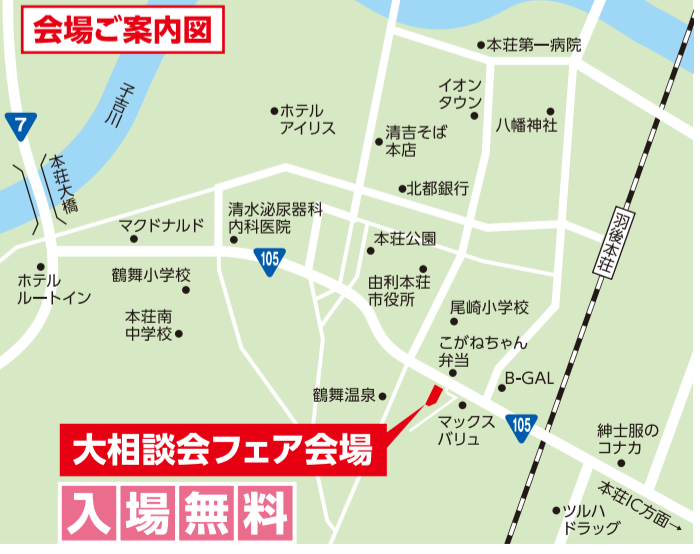 会場ご案内図
本荘第一病院
子吉川
イオン
タウン
ホテル
アイリス
八幡神社
7
清吉そば
本店
本荘大橋
北都銀行
羽後本荘
清水泌尿器科
内科医院
マクドナルド
本荘公園
105
ホテル
ルートイン
鶴舞小学校
由利本荘
市役所
本荘南
中学校
尾崎小学校
こがねちゃん
弁当
B-GAL
鶴舞温泉
マックス
バリュ
105
紳士服の
コナカ
大相談会フェア会場
本荘IC方面→
入場無料
ツルハ
ドラッグ